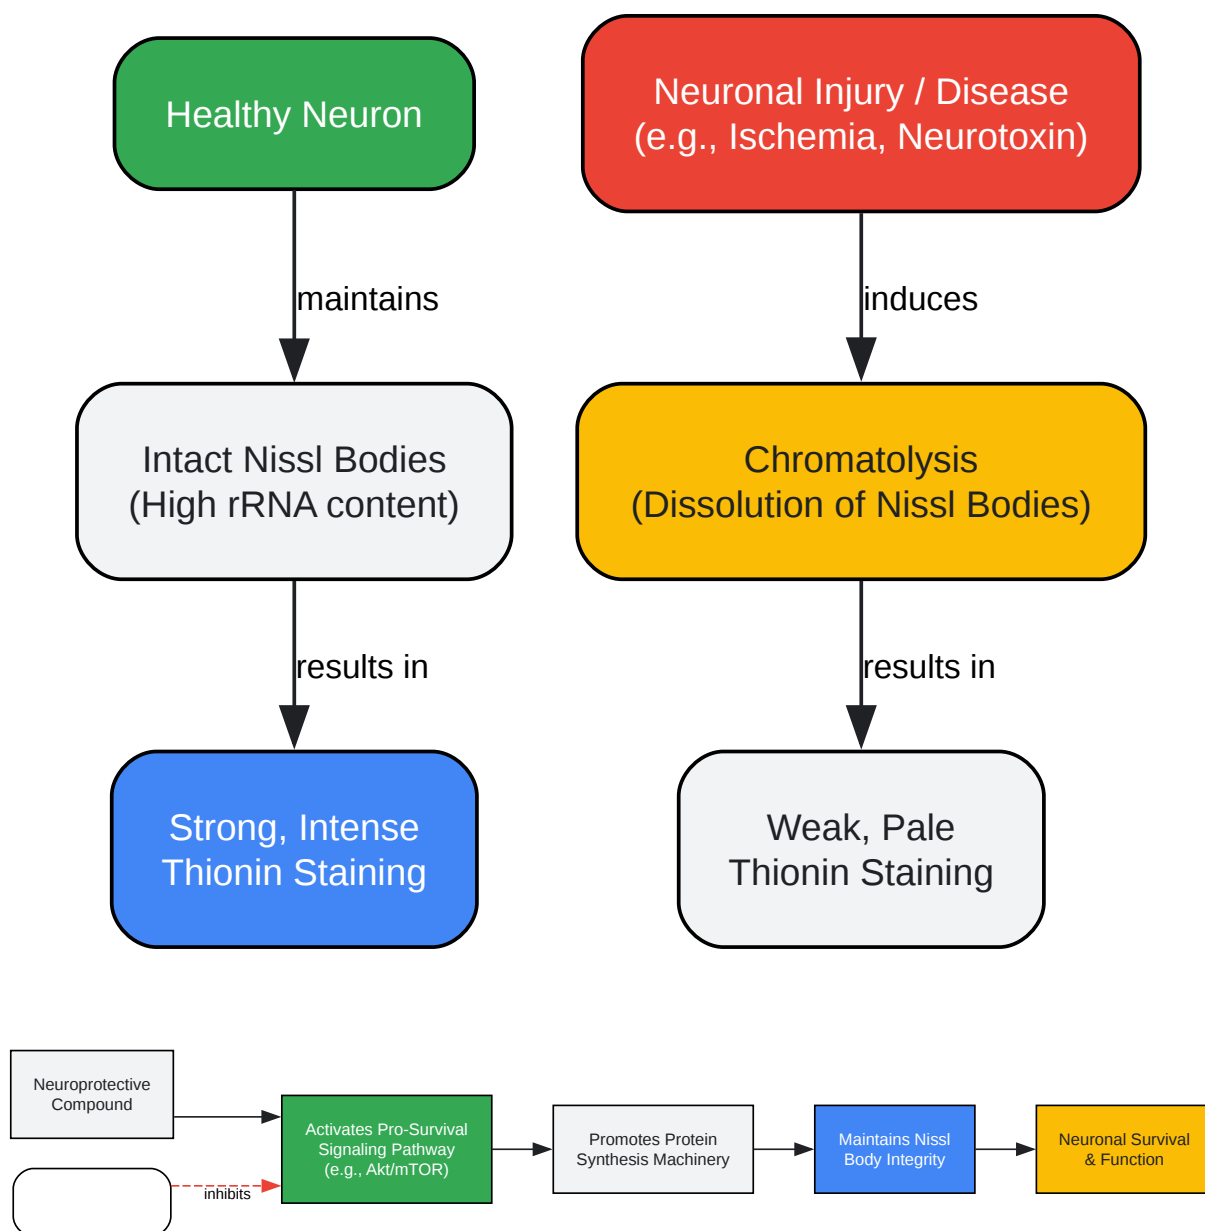 Healthy Neuron
Neuronal Injury / Disease
(e.g., Ischemia, Neurotoxin)
maintains
induces
Intact Nissl Bodies
(High rRNA content)
Chromatolysis
(Dissolution of Nissl Bodies)
results in
results in
Strong, Intense
Thionin Staining
Weak, Pale
Thionin Staining
Neuroprotective
Compound
inhibits
Activates Pro-Survival
Signaling Pathway
(e.g., Akt/mTOR)
Promotes Protein
Synthesis Machinery
Maintains Nissl
Body Integrity
Neuronal Survival
& Function